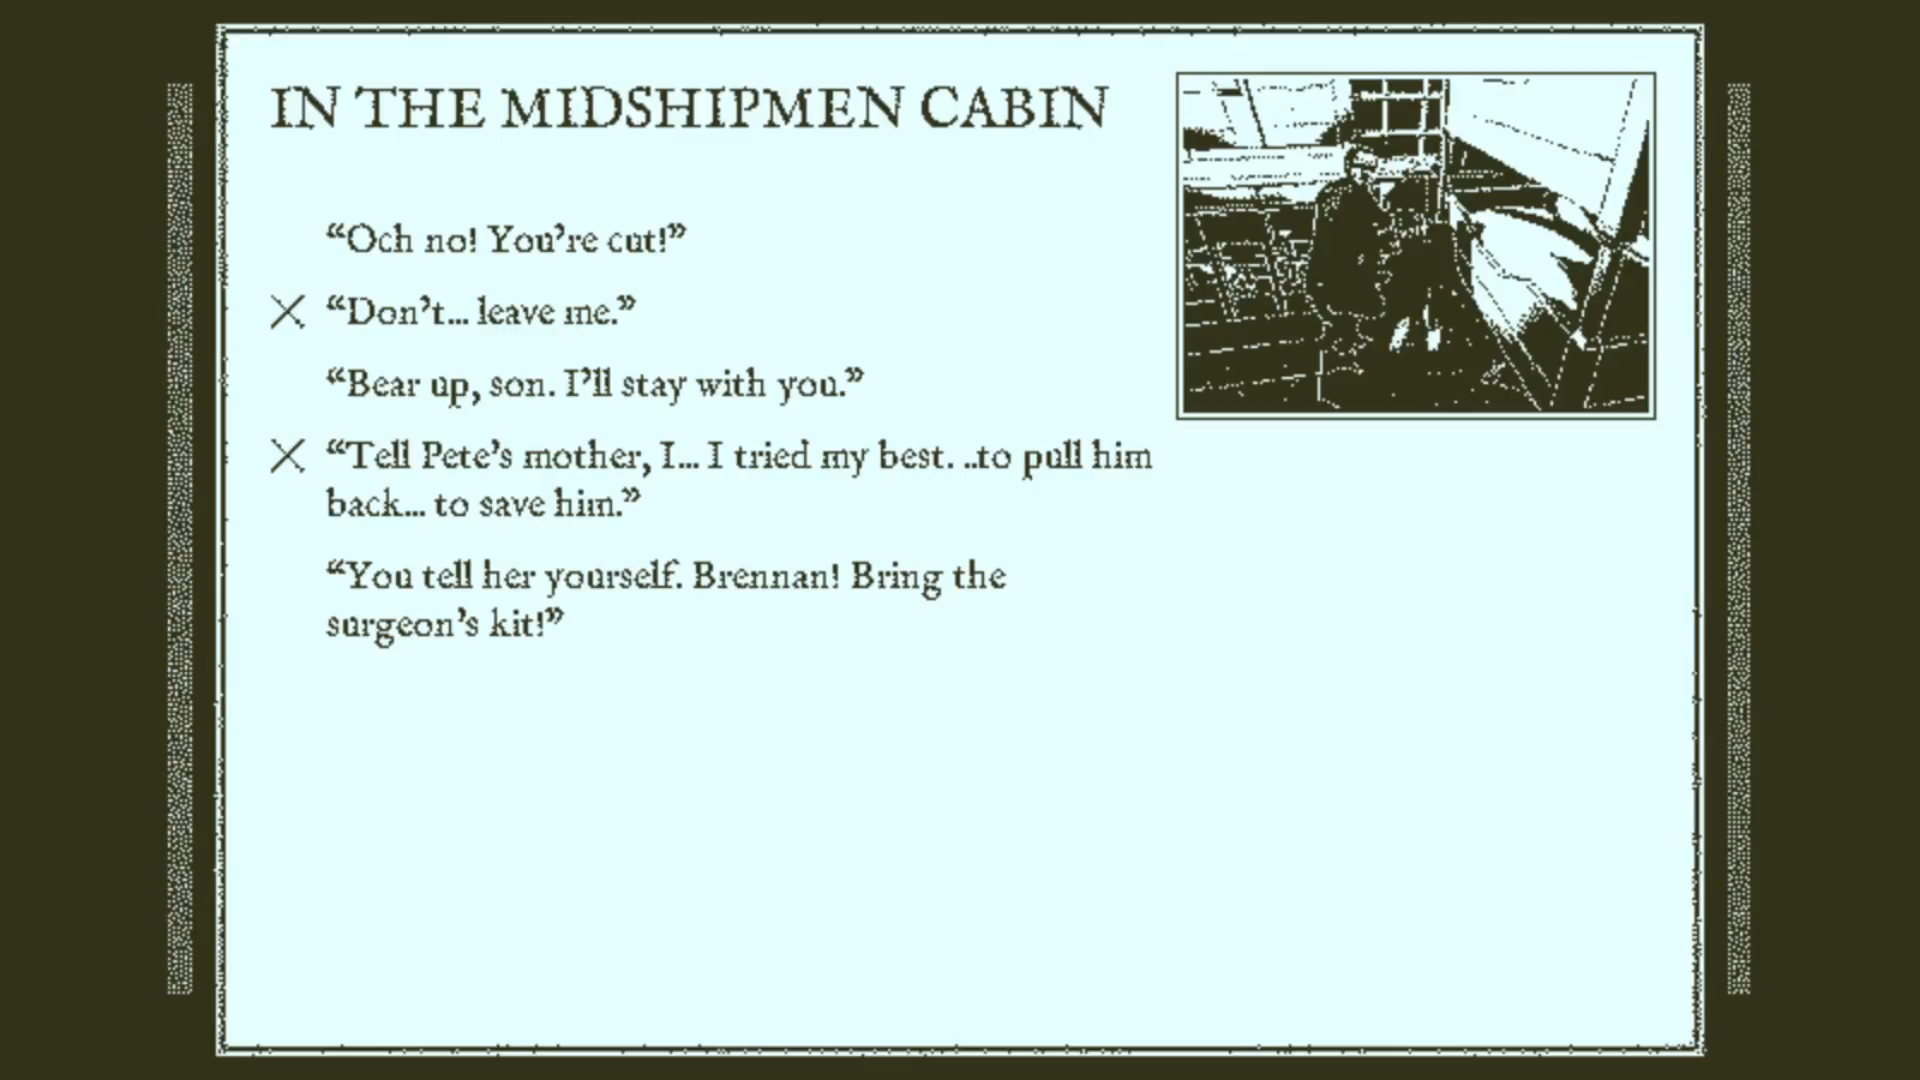 IN THE MIDSHIPMEN CABIN
“Och no! You’re cut!”
“Don’t... leave me.”
“Bear up, son. I’ll stay with you.”
“Tell Pete’s mother, I... I tried my best. ..to pull him
back... to save him.”
“You tell her yourself. Brennan! Bring the
surgeon’s kit!”